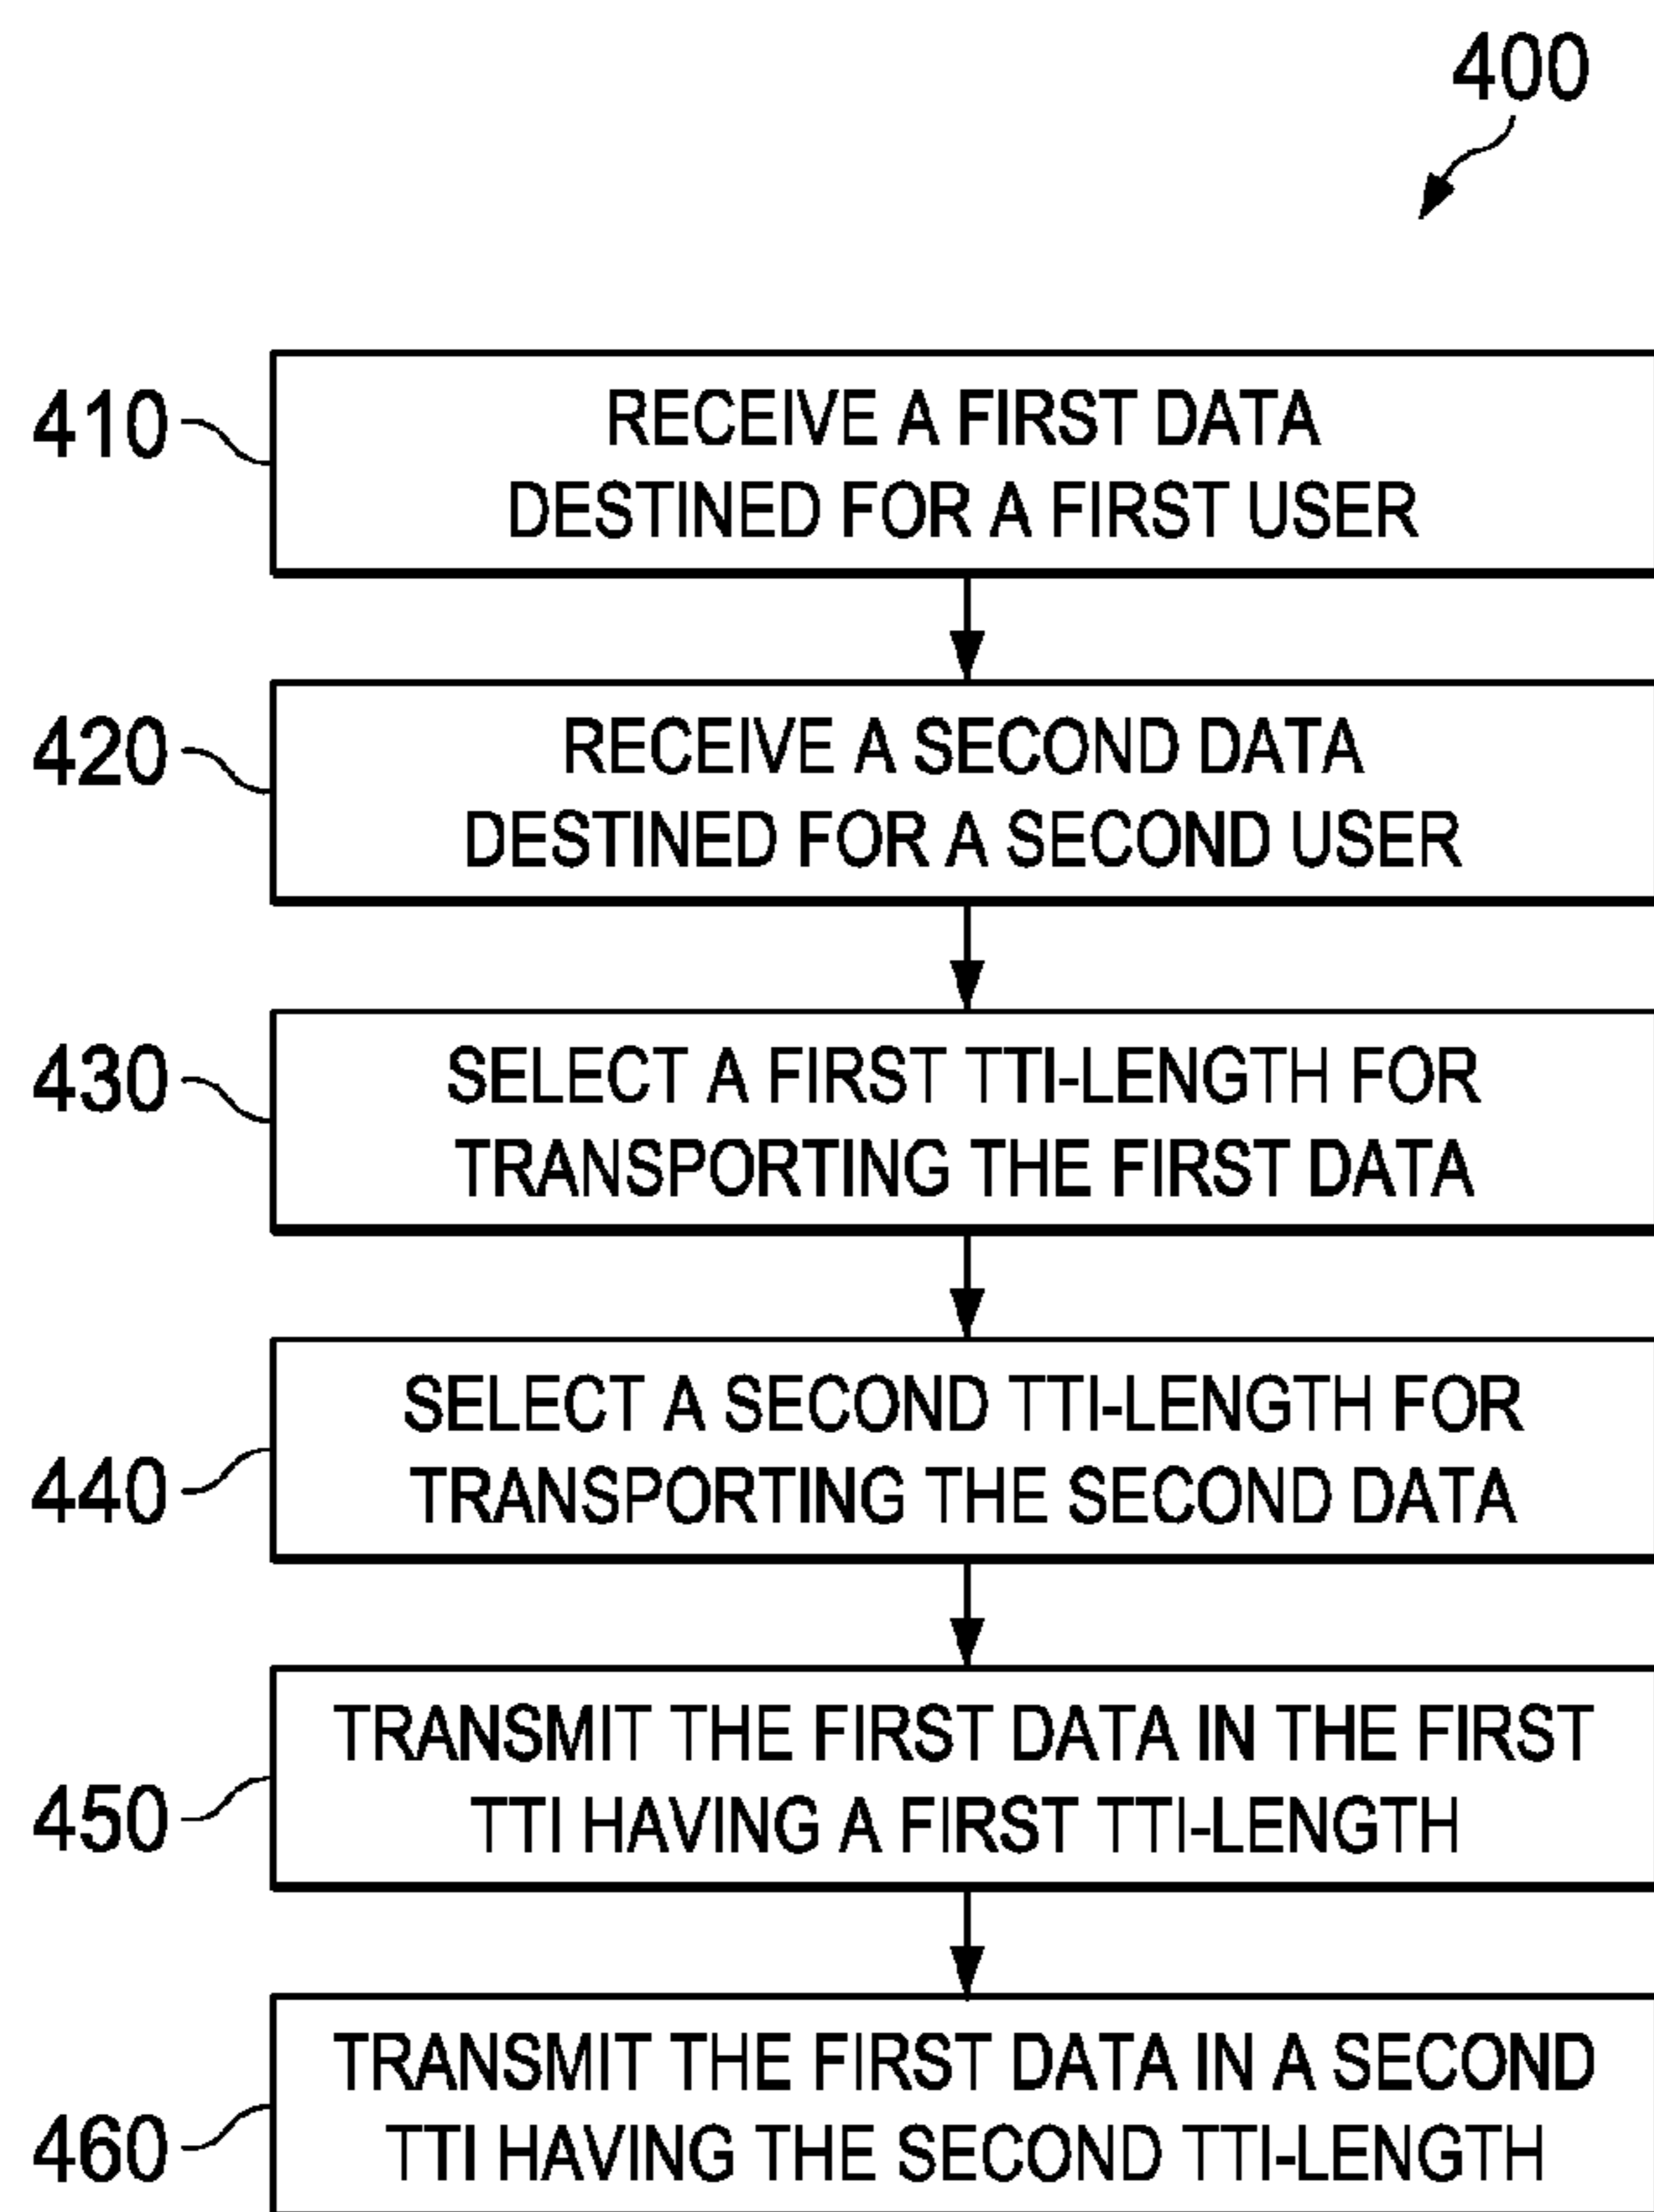 400
410
RECEIVE A FIRST DATA
DESTINED FOR A FIRST USER
420
RECEIVE A SECOND DATA
DESTINED FOR A SECOND USER
430
SELECT A FIRST TTI-LENGTH FOR
TRANSPORTING THE FIRST DATA
440
SELECT A SECOND TTI-LENGTH FOR
TRANSPORTING THE SECOND DATA
450
TRANSMIT THE FIRST DATA IN THE FIRST
TTI HAVING A FIRST TTI-LENGTH
460
TRANSMIT THE FIRST DATA IN A SECOND
TTI HAVING THE SECOND TTI-LENGTH